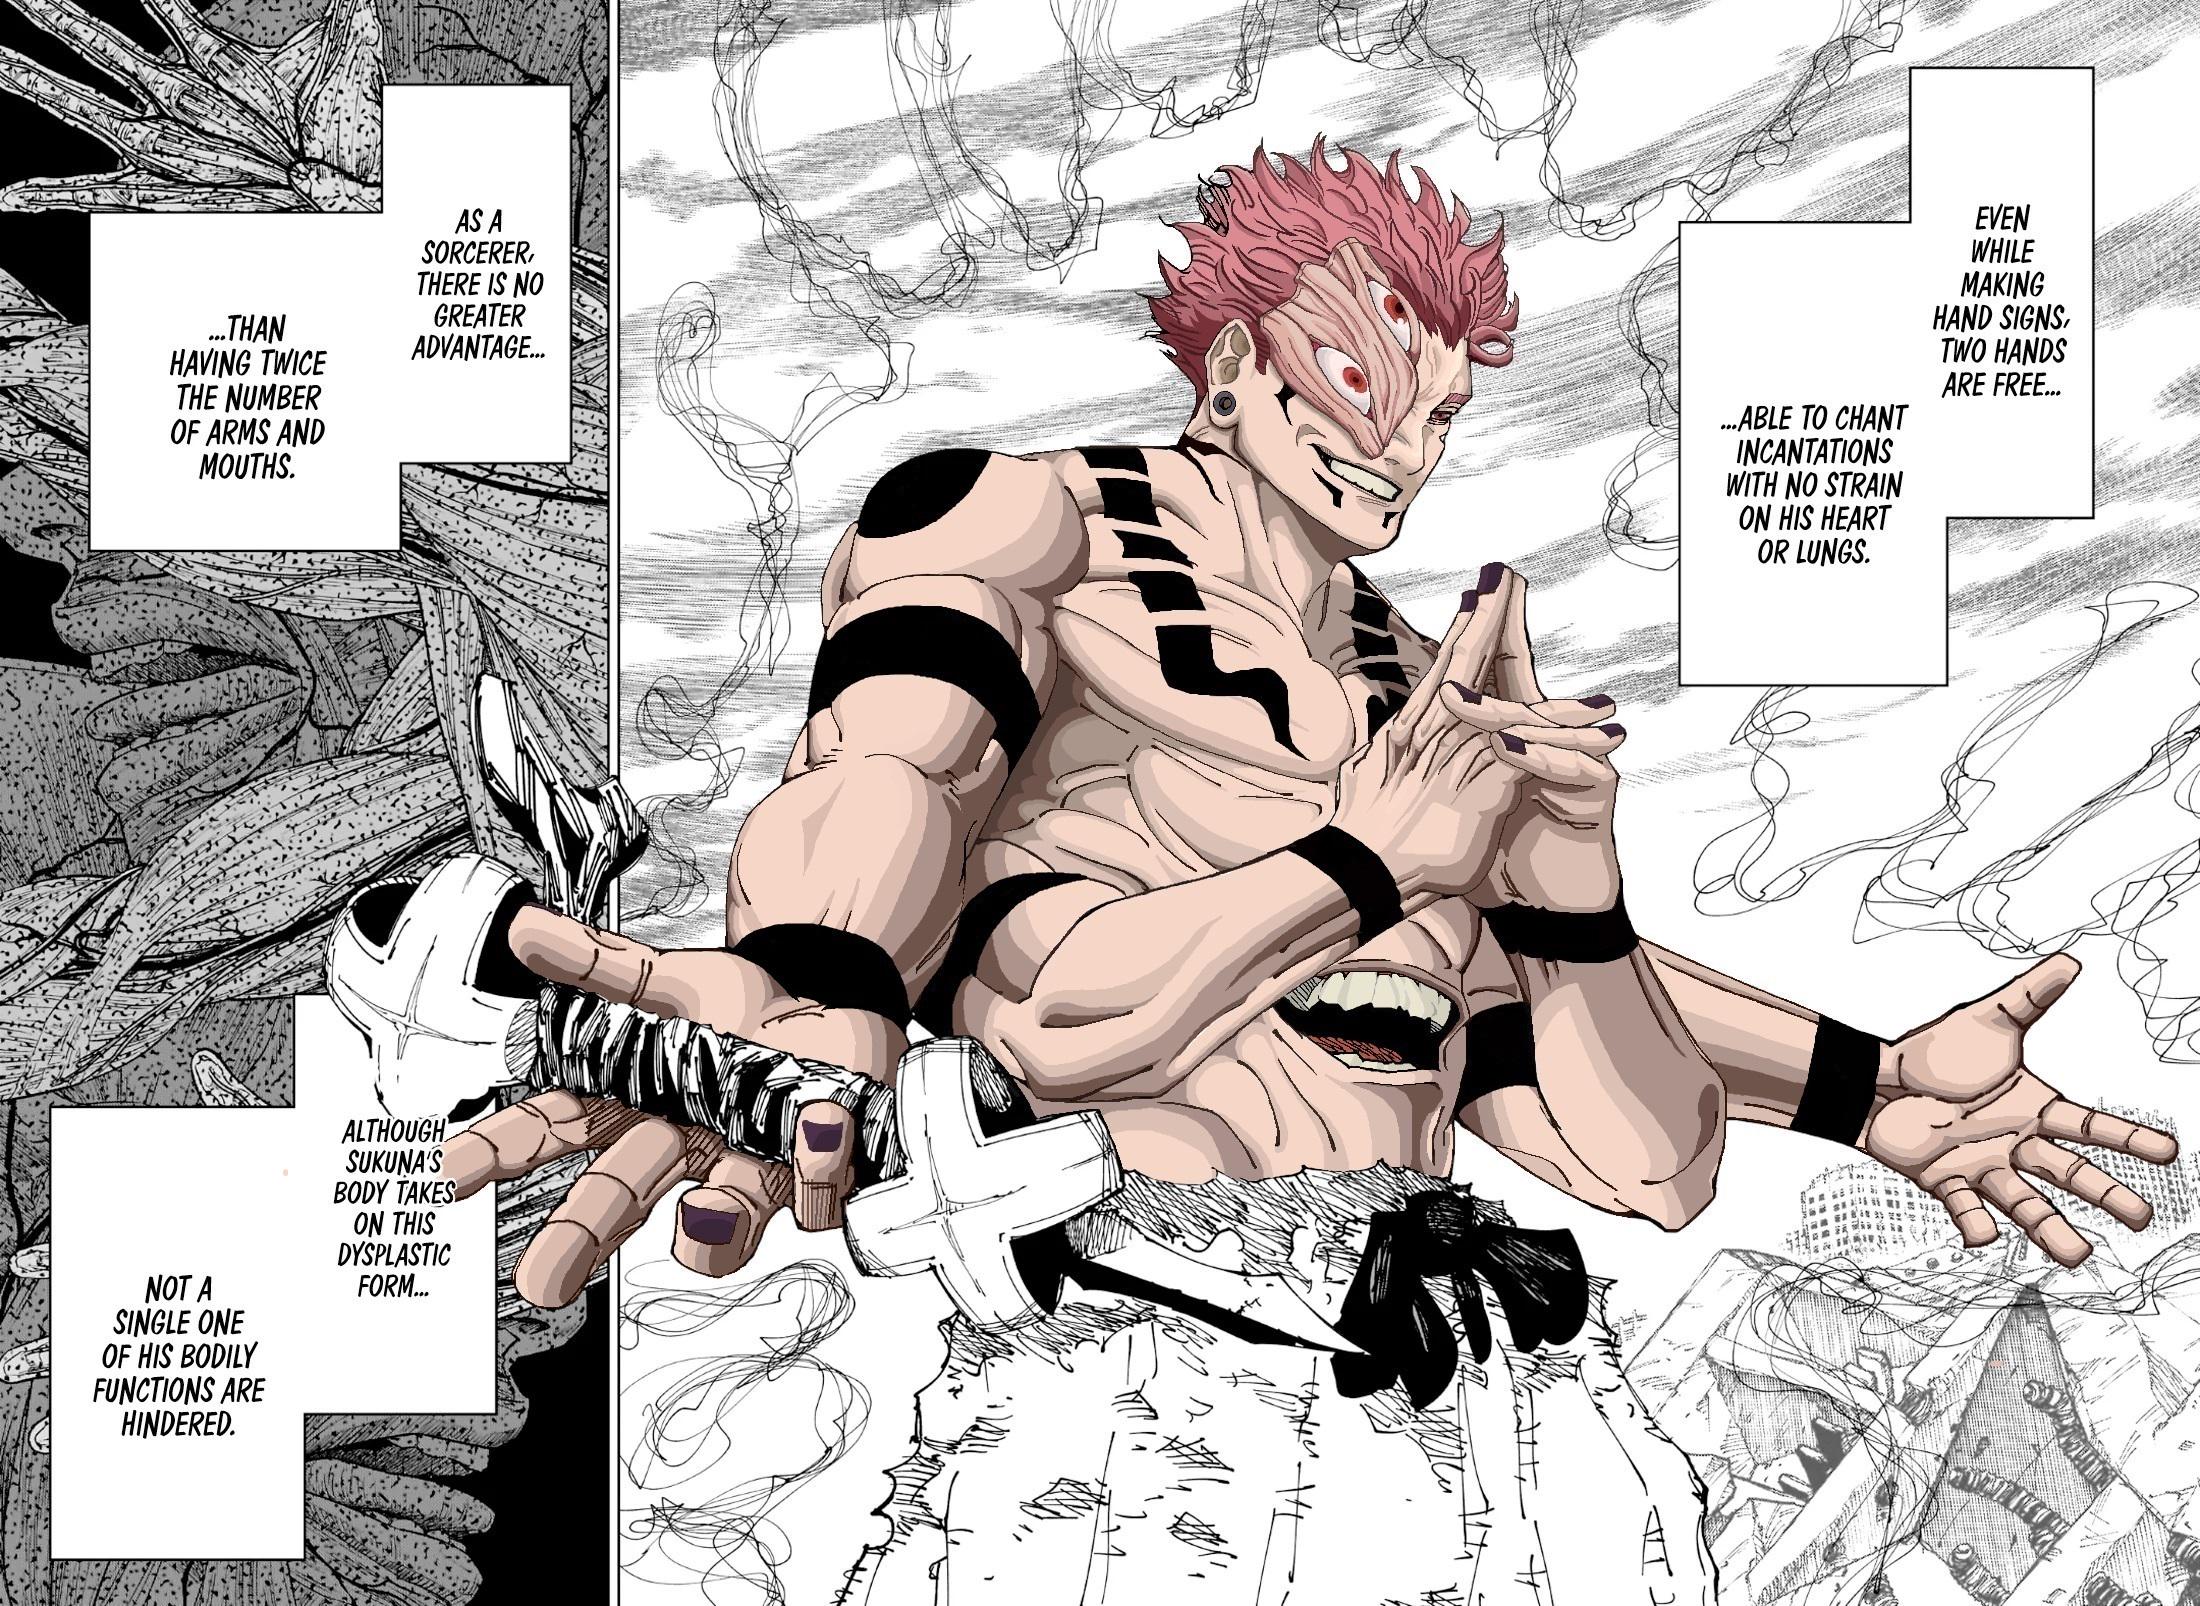 EVEN
WHILE
MAKING
HAND SIGNS,
TWO HANDS
ARE FREE...
...ABLE TO CHANT
INCANTATIONS
WITH NO STRAIN
ON HIS HEART
OR LUNGS.
AS A
SORCERER,
THERE IS NO
GREATER
ADVANTAGE...
...THAN
HAVING TWICE
THE NUMBER
OF ARMS AND
MOUTHS.
ALTHOUGH
SUKUNA'S
BODY TAKES
ON THIS
DYSPLASTIC
FORM...
NOT A
SINGLE ONE
OF HIS BODILY
FUNCTIONS ARE
HINDERED.